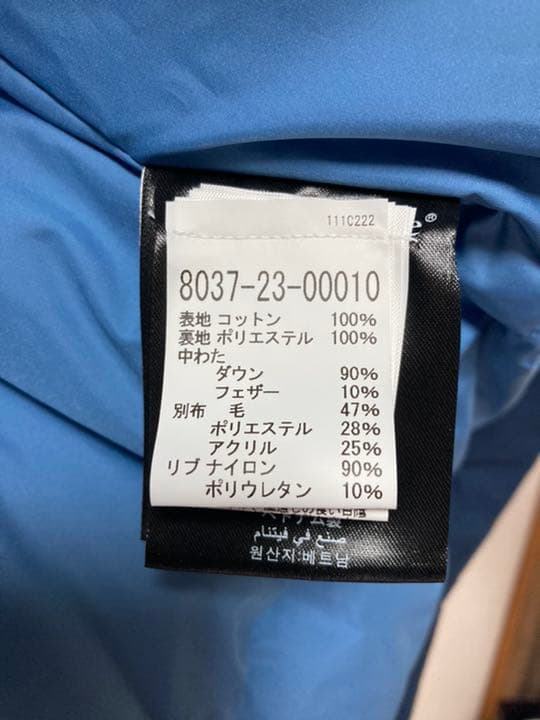 111C222
e®
8037-23-00010
表地 コットン 100%
裏地 ポリエステル 100%
中わた
ダウン 90%
フェザー 10%
別布 毛 47%
ポリエステル 28%
アクリル 25%
リブ ナイロン 90%
ポリウレタン 10%
صنع في فيتنام
원산지:베트남